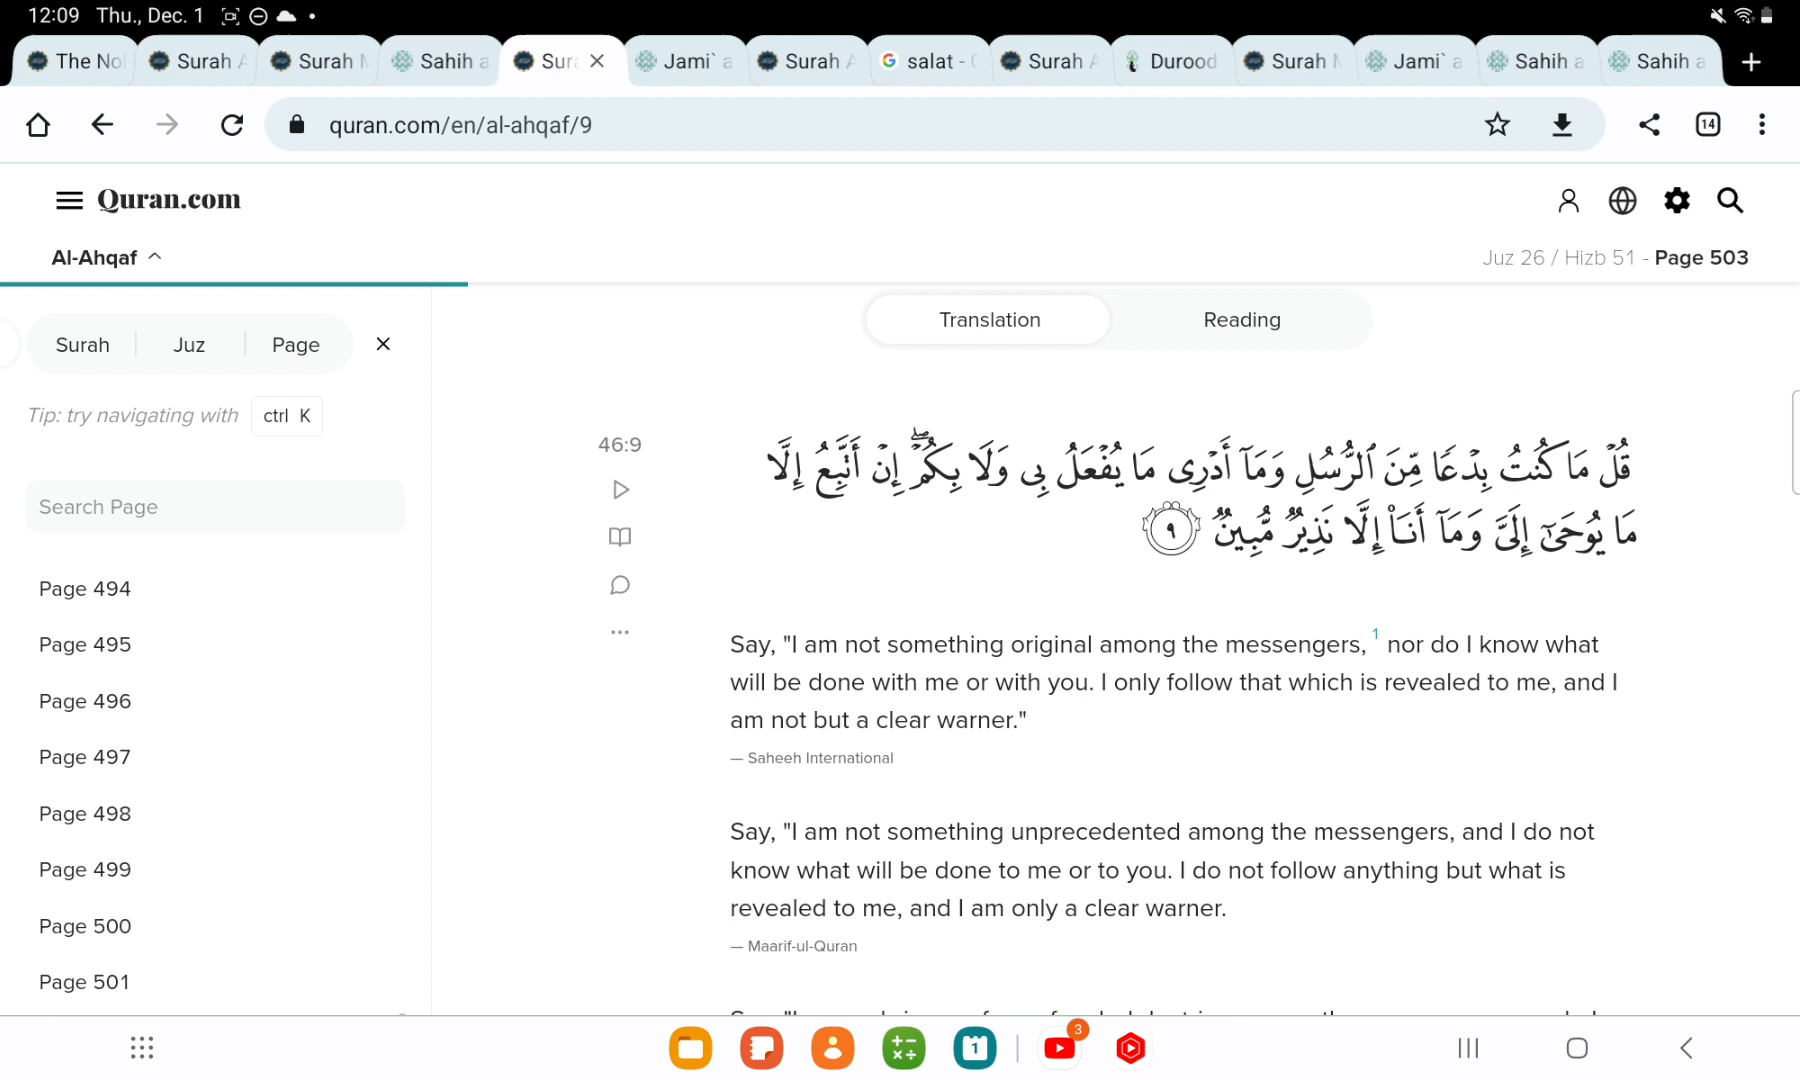 12:09 Thu., Dec. 1
The No Surah A Surah M Sahih a Sura Jami` a Surah A salat - Surah A Durood Surah M Jami` a Sahih a Sahih a
quran.com/en/al-ahqaf/9 14
Quran.com
Al-Ahqaf Juz 26 / Hizb 51 - Page 503
Surah Juz Page
Translation Reading
Tip: try navigating with ctrl K
Search Page
Page 494
Page 495
Page 496
Page 497
Page 498
Page 499
Page 500
Page 501
46:9
قُلْ مَا كُنتُ بِدْعًا مِّنَ ٱلرُّسُلِ وَمَآ أَدْرِى مَا يُفْعَلُ بِى وَلَا بِكُمْ ۖ إِنْ أَتَّبِعُ إِلَّا
مَا يُوحَىٰٓ إِلَىَّ وَمَآ أَنَا۠ إِلَّا نَذِيرٌ مُّبِينٌ ٩
Say, "I am not something original among the messengers, 1 nor do I know what
will be done with me or with you. I only follow that which is revealed to me, and I
am not but a clear warner."
— Saheeh International
Say, "I am not something unprecedented among the messengers, and I do not
know what will be done to me or to you. I do not follow anything but what is
revealed to me, and I am only a clear warner.
— Maarif-ul-Quran
1 3